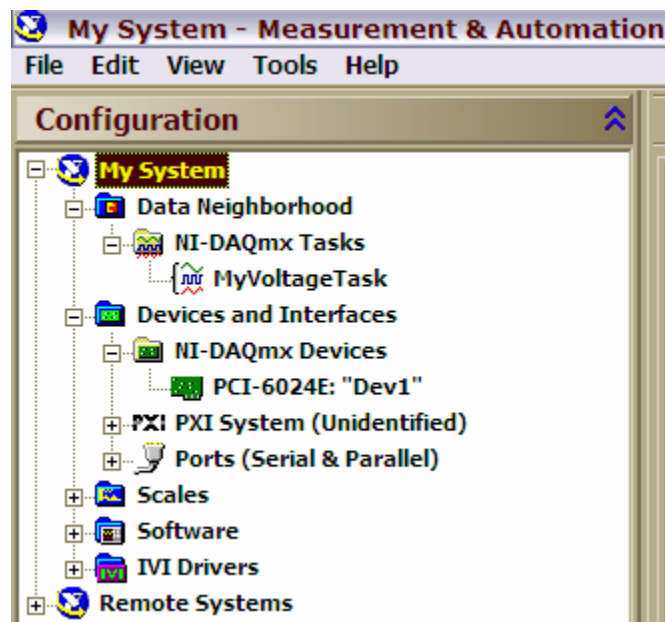 My System - Measurement & Automation
File Edit View Tools Help
Configuration
My System
Data Neighborhood
NI-DAQmx Tasks
MyVoltageTask
Devices and Interfaces
NI-DAQmx Devices
PCI-6024E: "Dev1"
PXI PXI System (Unidentified)
Ports (Serial & Parallel)
Scales
Software
IVI IVI Drivers
Remote Systems